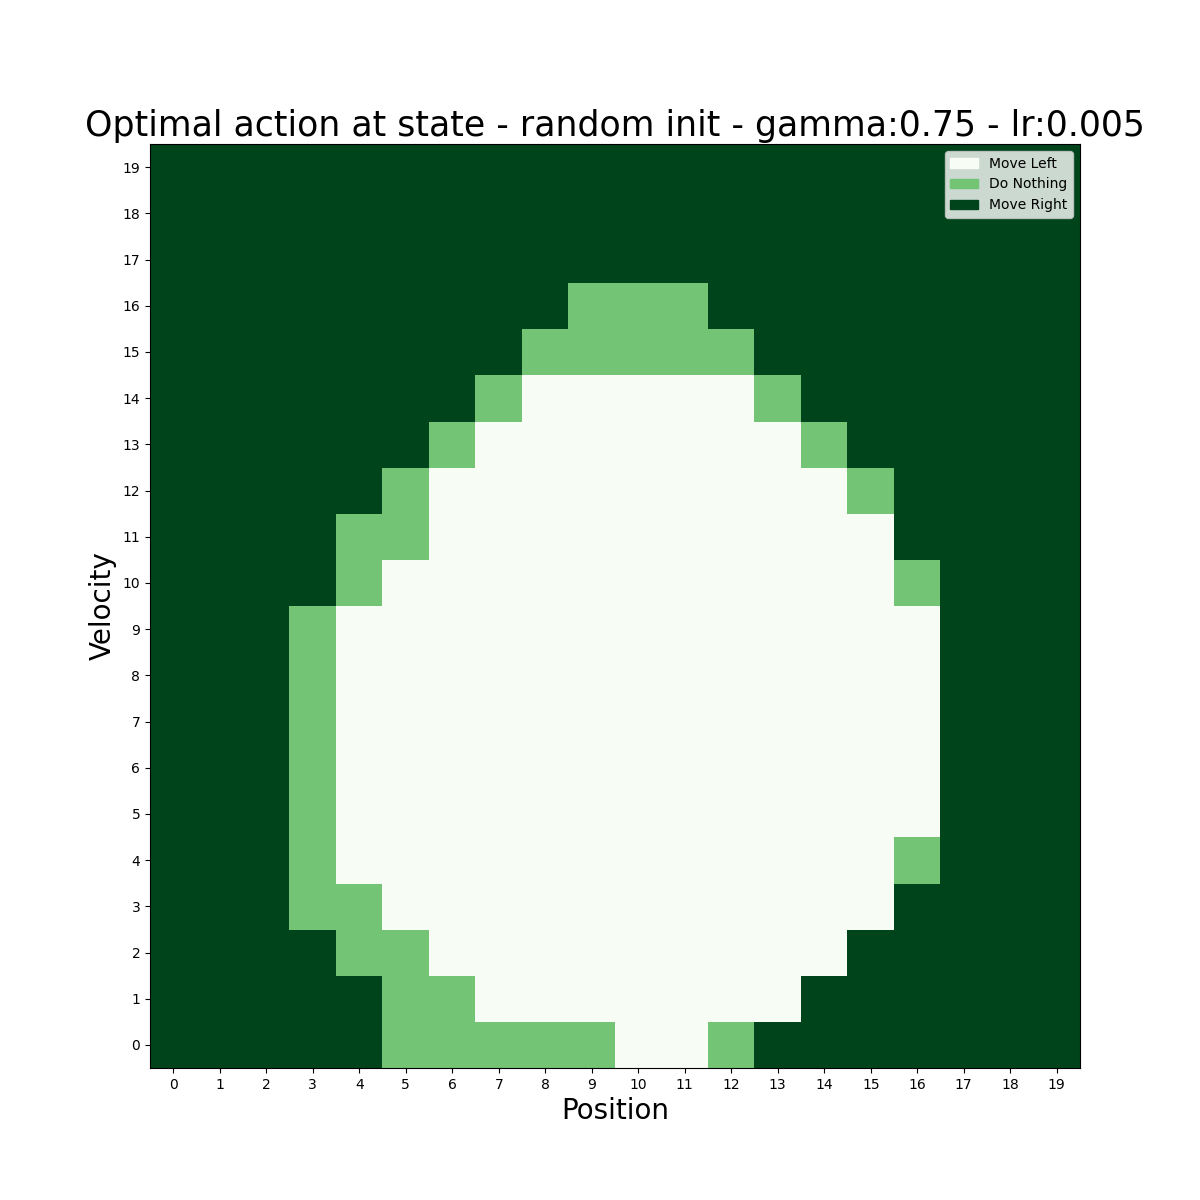 Optimal action at state - random init - gamma:0.75 - lr:0.005
Move Left
Do Nothing
Move Right
19
18
17
16
15
14
13
12
11
10
9
8
7
6
5
4
3
2
1
0
Velocity
0 1 2 3 4 5 6 7 8 9 10 11 12 13 14 15 16 17 18 19
Position